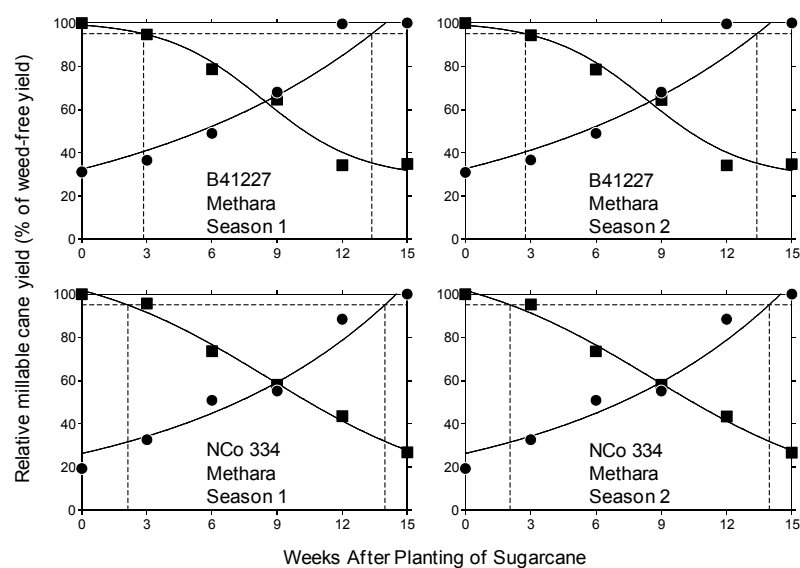 Relative millable cane yield (% of weed-free yield)
100
80
60
40
20
0
0 3 6 9 12 15
B41227
Methara
Season 1
100
80
60
40
20
0
0 3 6 9 12 15
B41227
Methara
Season 2
100
80
60
40
20
0
0 3 6 9 12 15
NCo 334
Methara
Season 1
100
80
60
40
20
0
0 3 6 9 12 15
NCo 334
Methara
Season 2
Weeks After Planting of Sugarcane